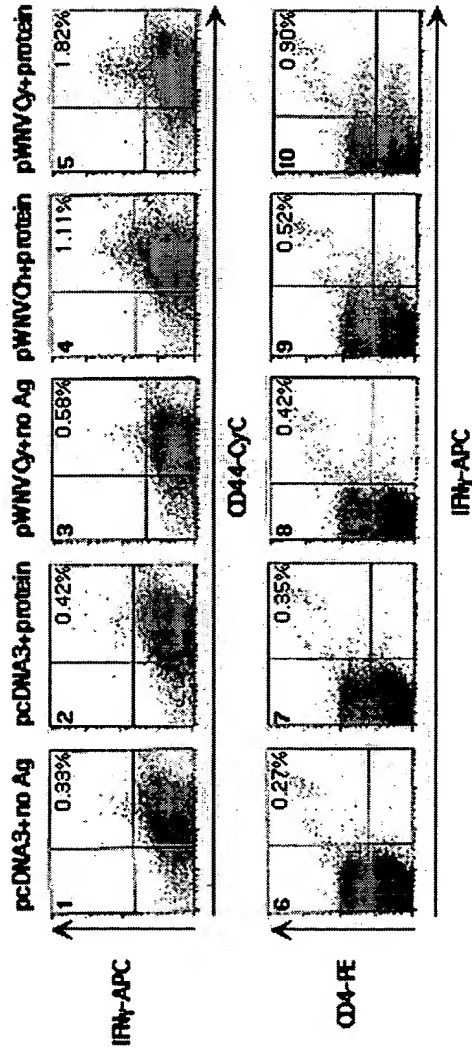 pcDNA3+no Ag
pcDNA3+protein
pWNVCy+no Ag
pWNVCh+protein
pWNVCy+protein
IFNγ-APC
1
0.33%
2
0.42%
3
0.58%
4
1.11%
5
1.82%
CD44-CyC
CD4-PE
6
0.27%
7
0.35%
8
0.42%
9
0.52%
10
0.90%
IFNγ-APC